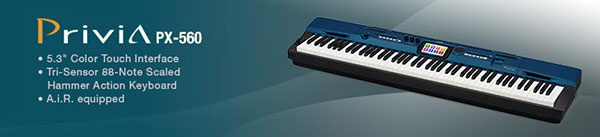 Privia PX-560
• 5.3" Color Touch Interface
• Tri-Sensor 88-Note Scaled
Hammer Action Keyboard
• A.i.R. equipped